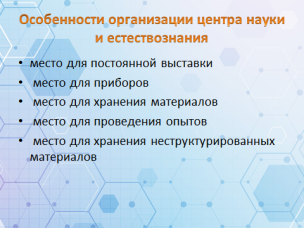 Особенности организации центра науки
и естествознания
• место для постоянной выставки
• место для приборов
• место для хранения материалов
• место для проведения опытов
• место для хранения неструктурированных
материалов